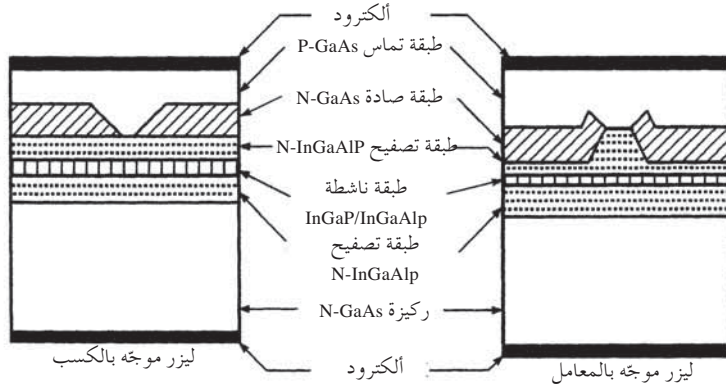 ألكترود
طبقة تماس P-GaAs
طبقة صادة N-GaAs
طبقة تصفيح N-InGaAlP
طبقة ناشطة
InGaP/InGaAlp
طبقة تصفيح
N-InGaAlp
ركيزة N-GaAs
ألكترود
ليزر موجّه بالكسب
ليزر موجّه بالمعامل